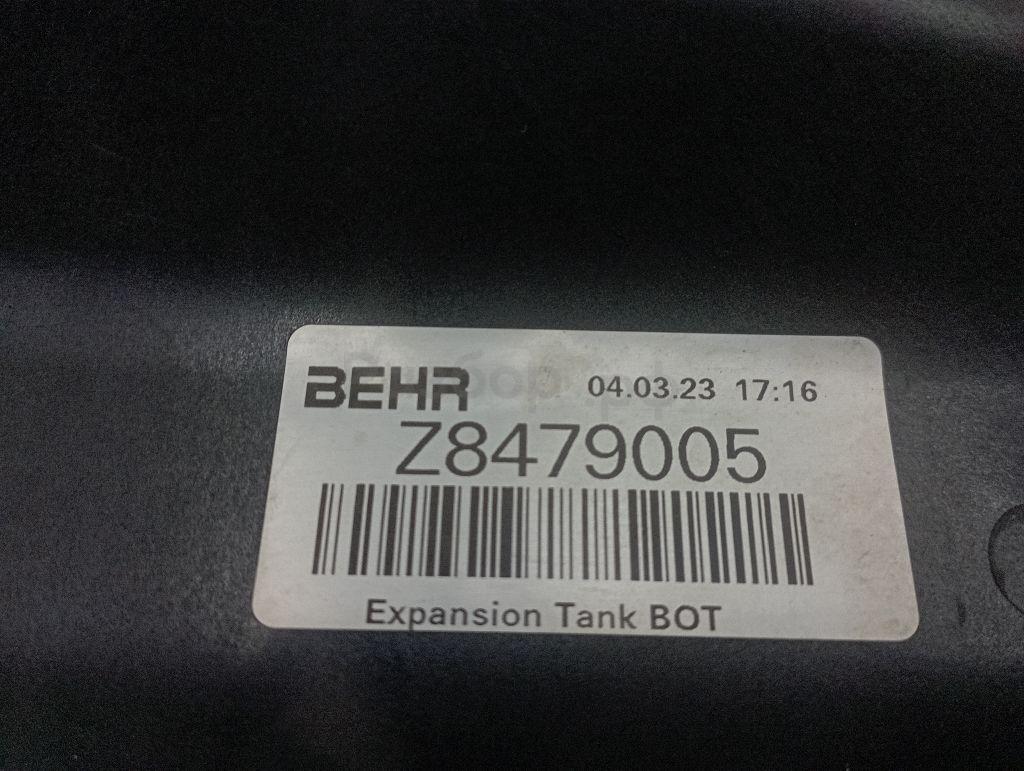 BEHR 04.03.23 17:16
Z8479005
Expansion Tank BOT